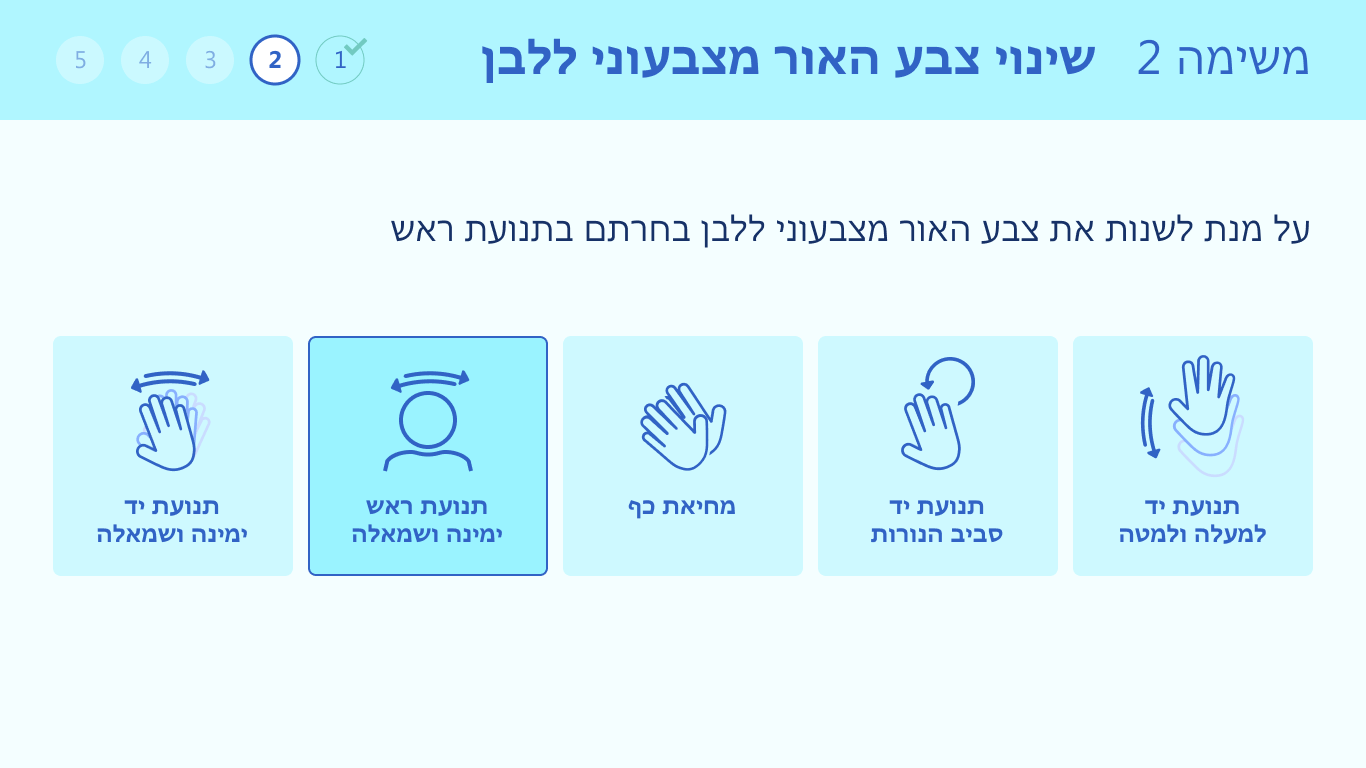 משימה 2 שינוי צבע האור מצבעוני ללבן
1 2 3 4 5
על מנת לשנות את צבע האור מצבעוני ללבן בחרתם בתנועת ראש
תנועת יד
למעלה ולמטה
תנועת יד
סביב הנורות
מחיאת כף
תנועת ראש
ימינה ושמאלה
תנועת יד
ימינה ושמאלה